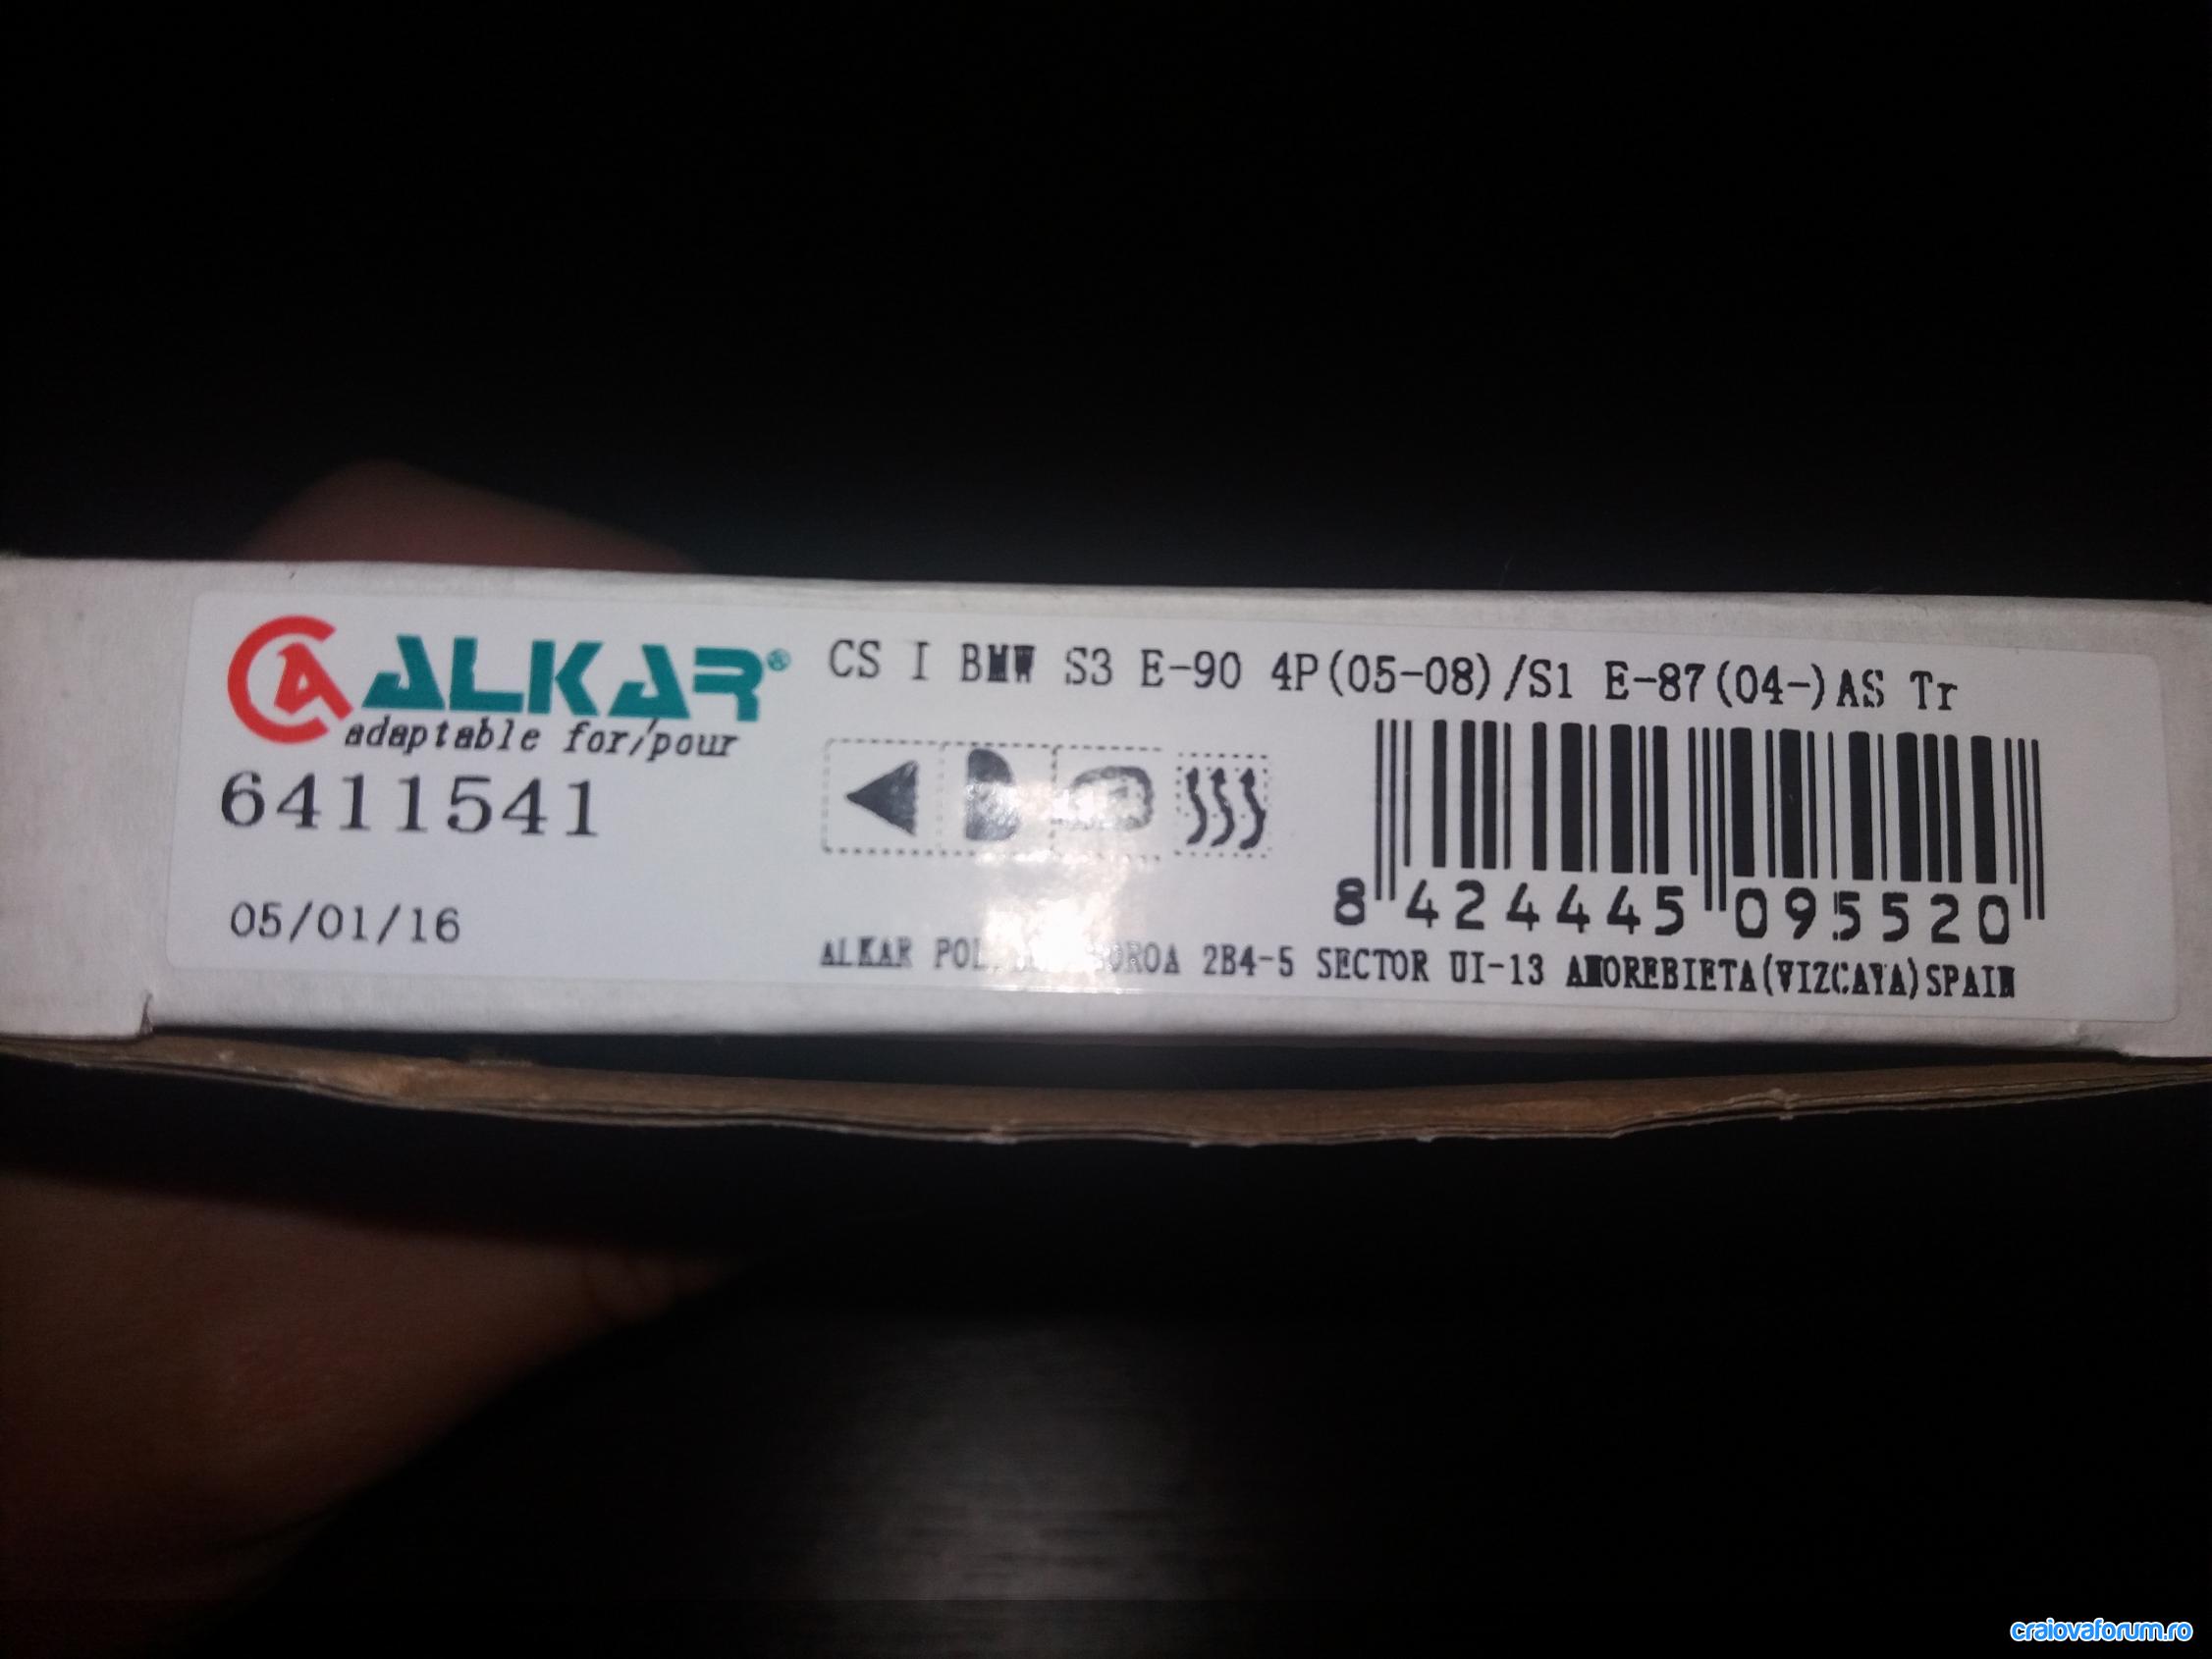 ALKAR®
adaptable for/pour
6411541
05/01/16
CS I BMW S3 E-90 4P(05-08)/S1 E-87(04-)AS Tr
8 424445 095520
ALKAR 2B4-5 SECTOR UI-13 AMOREBIETA(VIZCAYA)SPAIN
craiovaforum.ro